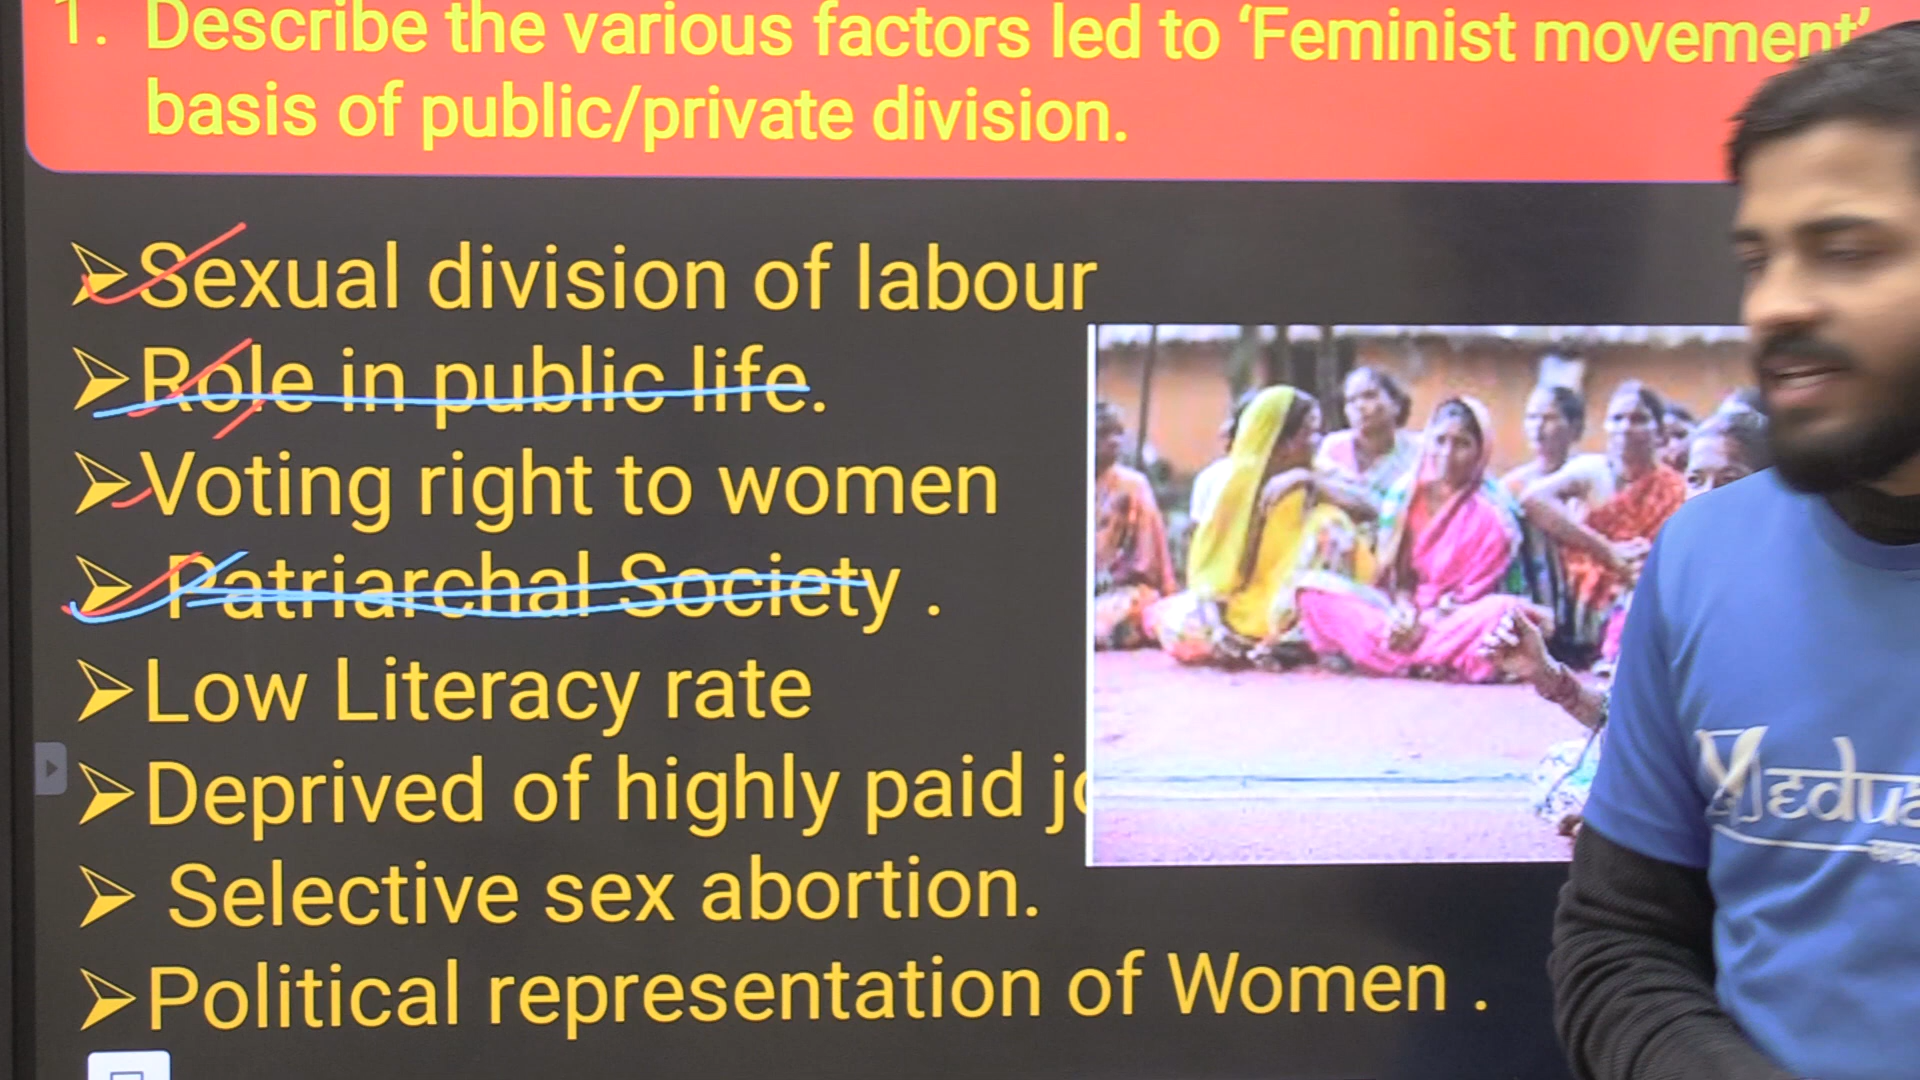 1. Describe the various factors led to ‘Feminist movement’
basis of public/private division.
➢Sexual division of labour
➢Role in public life.
➢Voting right to women
➢ Patriarchal Society .
➢Low Literacy rate
➢Deprived of highly paid
➢ Selective sex abortion.
➢Political representation of Women .